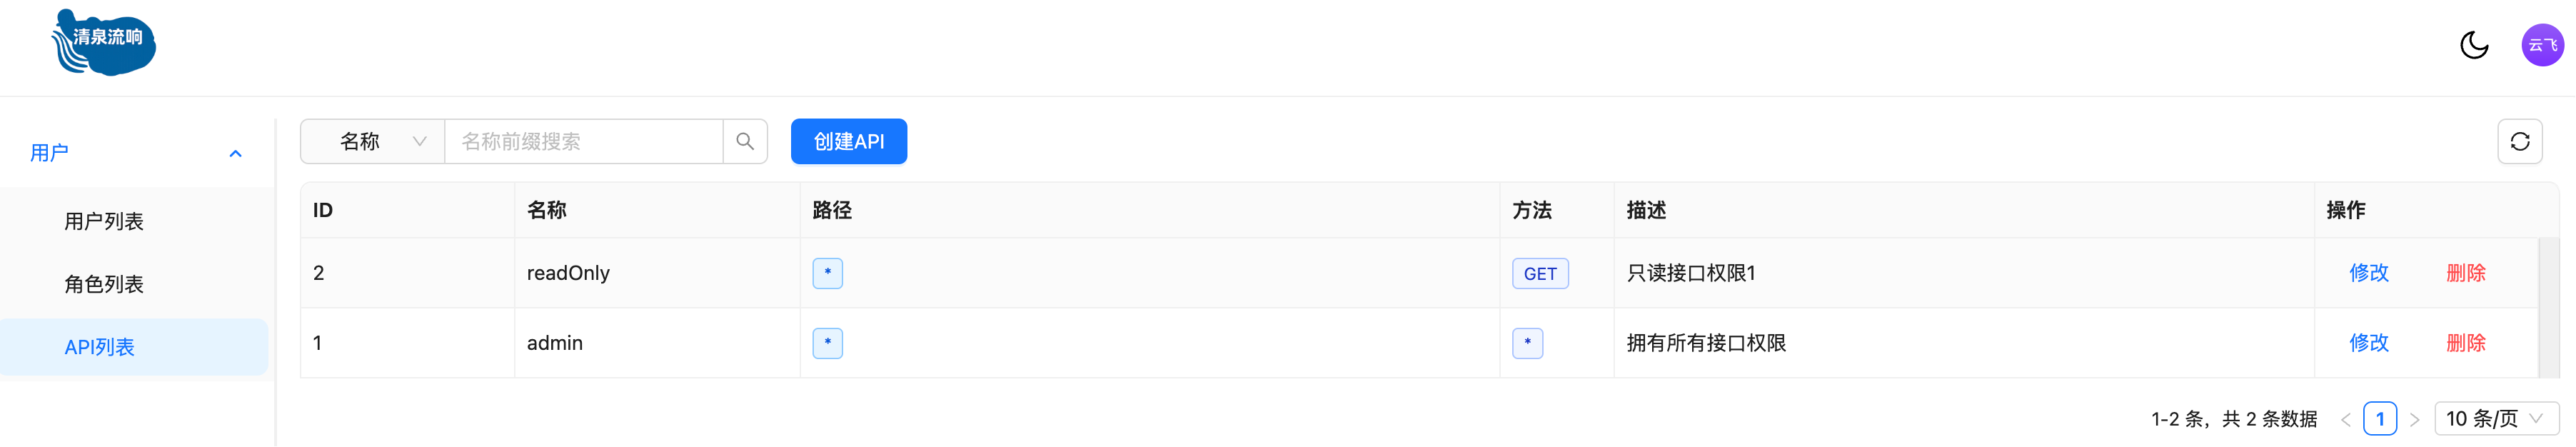 清泉流响
云飞
用户
用户列表
角色列表
API列表
名称 名称前缀搜索 创建API
ID 名称 路径 方法 描述 操作
2 readOnly * GET 只读接口权限1 修改 删除
1 admin * * 拥有所有接口权限 修改 删除
1-2 条，共 2 条数据 < 1 > 10 条/页